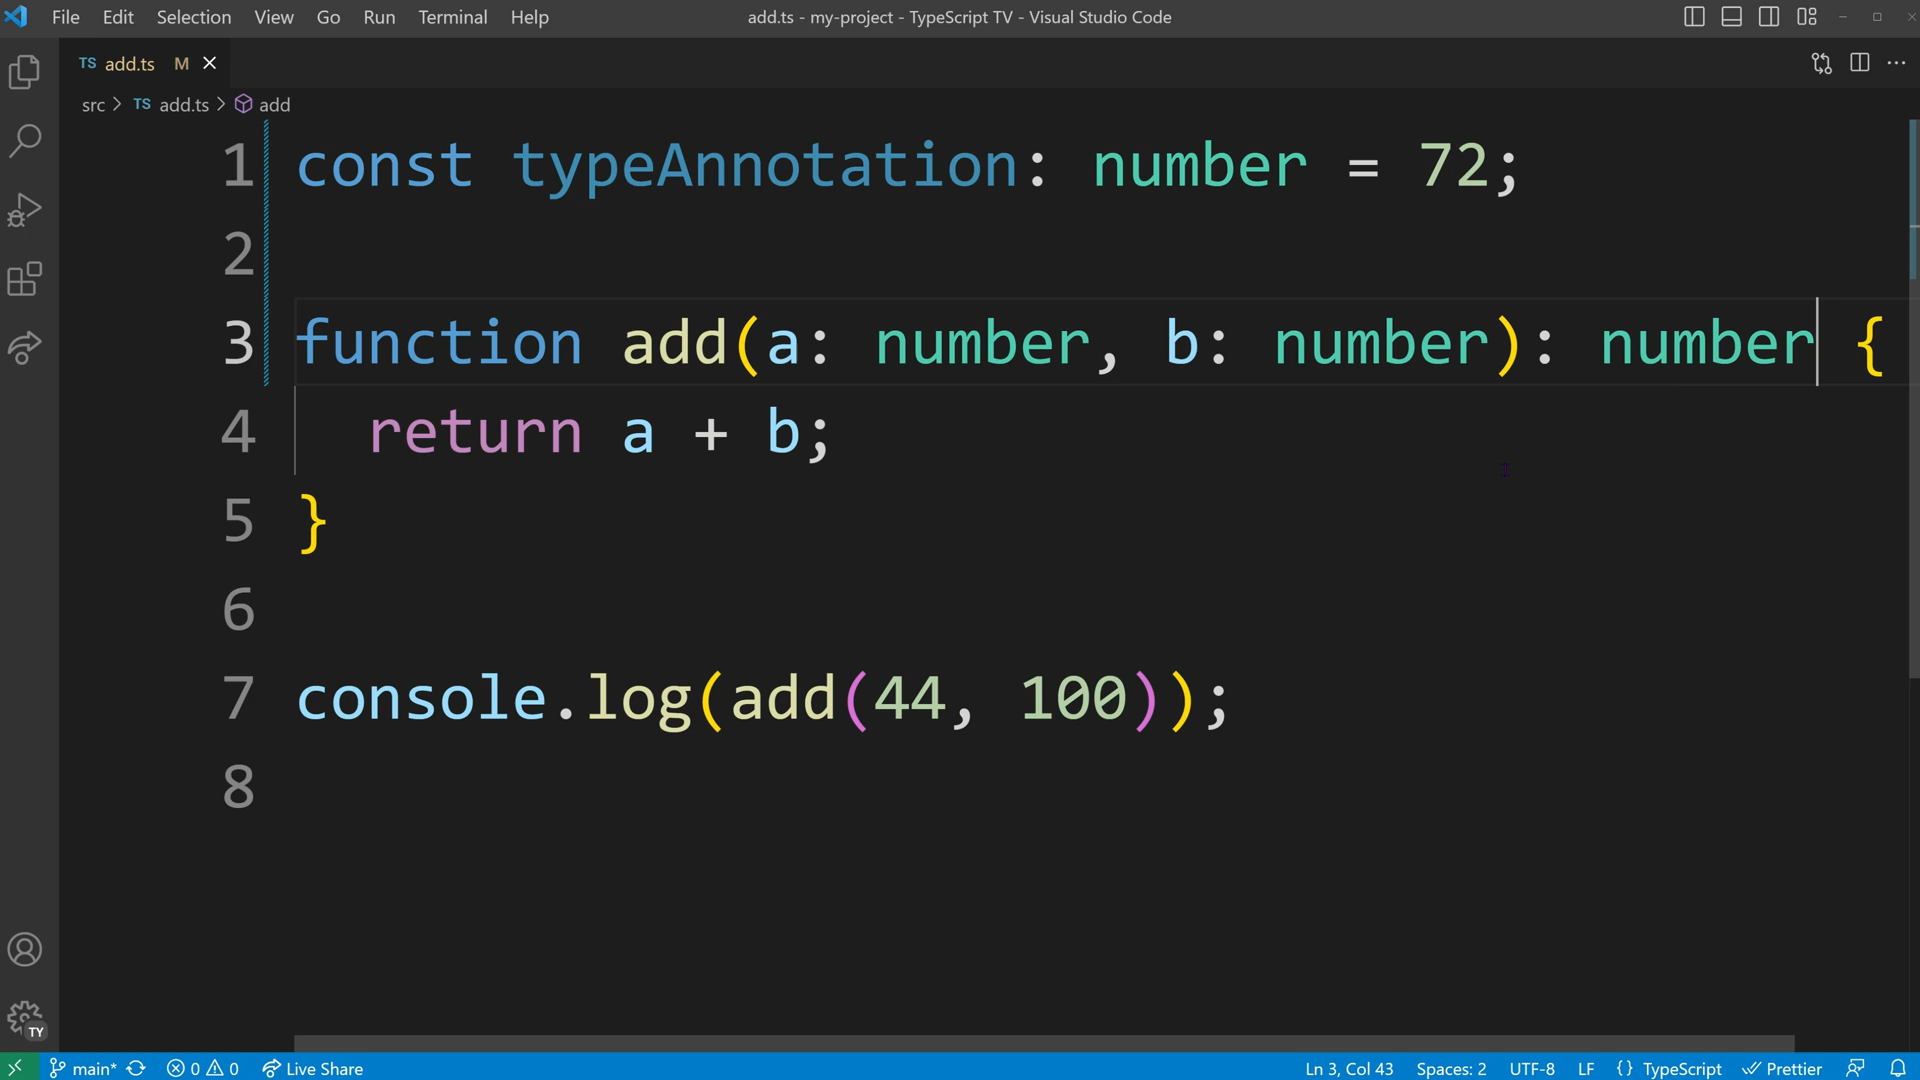 File Edit Selection View Go Run Terminal Help add.ts - my-project - TypeScript TV - Visual Studio Code
TS add.ts M
src > TS add.ts > add
1 const typeAnnotation: number = 72;
2
3 function add(a: number, b: number): number {
4 return a + b;
5 }
6
7 console.log(add(44, 100));
8
TY
main* 0 0 Live Share Ln 3, Col 43 Spaces: 2 UTF-8 LF {} TypeScript Prettier